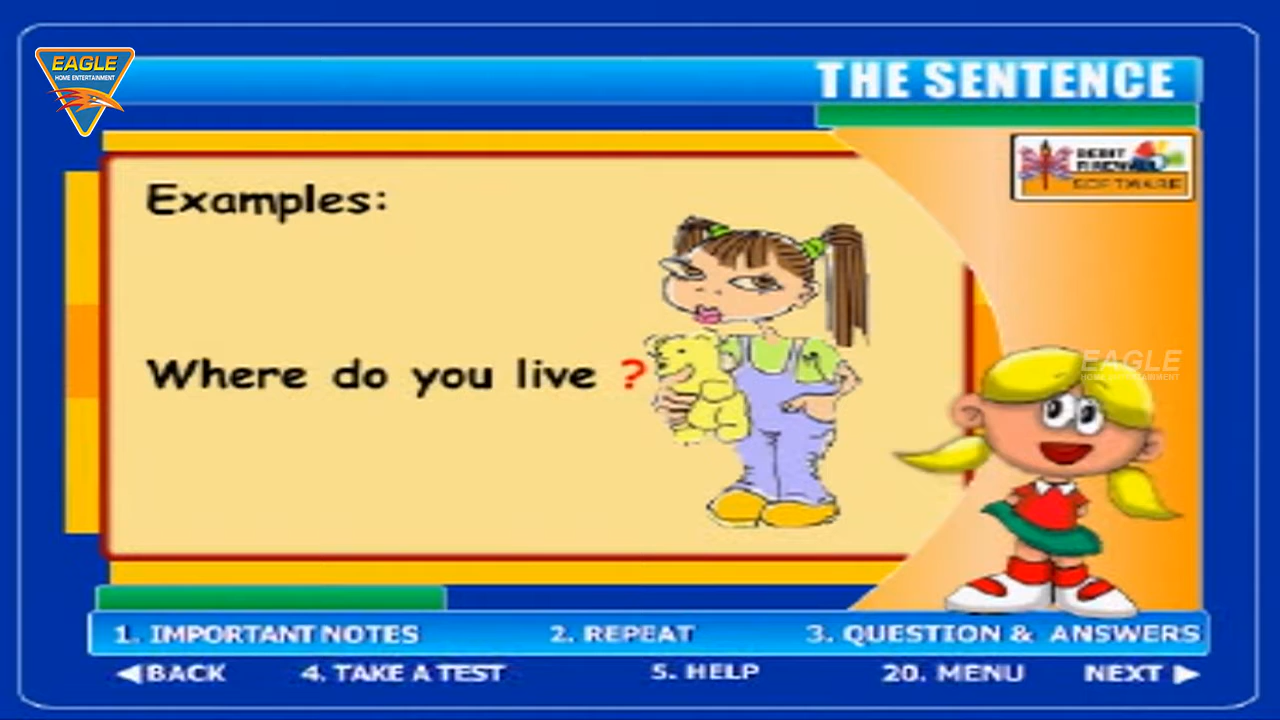 EAGLE
HOME ENTERTAINMENT
THE SENTENCE
SOFTWARE
Examples:
Where do you live ?
EAGLE
HOME ENTERTAINMENT
1. IMPORTANT NOTES 2. REPEAT 3. QUESTION & ANSWERS
BACK 4. TAKE A TEST 5. HELP 20. MENU NEXT